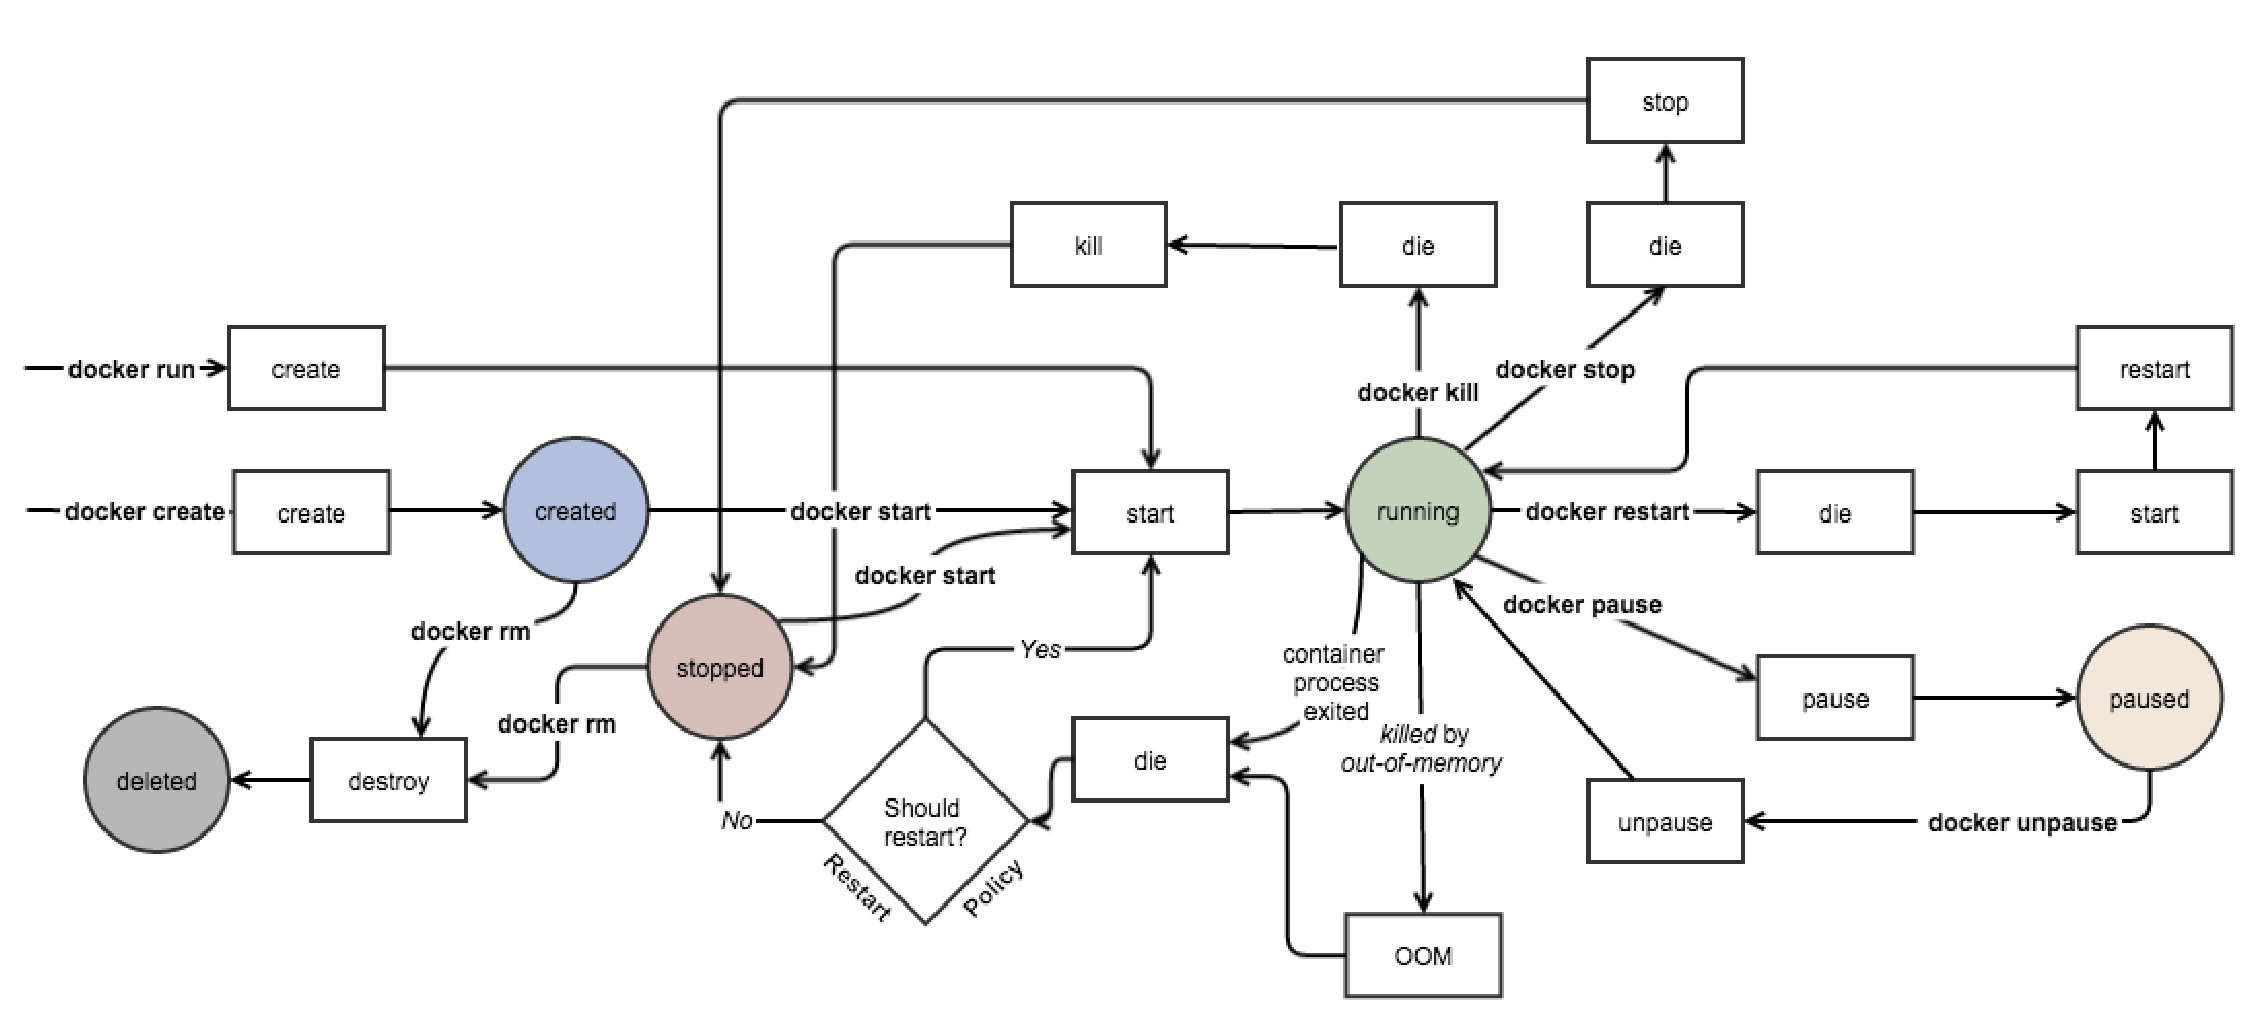 stop
kill
die
die
docker run
create
docker kill
docker stop
restart
docker create
create
created
docker start
start
running
docker restart
die
start
docker start
docker pause
docker rm
stopped
Yes
container
process
exited
pause
paused
docker rm
killed by
out-of-memory
deleted
destroy
die
No
Should
restart?
Restart
Policy
unpause
docker unpause
OOM